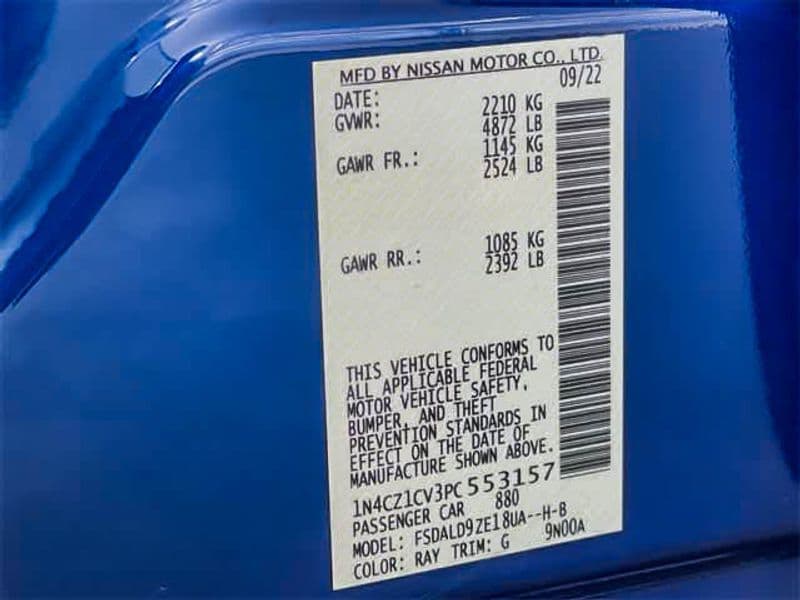 MFD BY NISSAN MOTOR CO., LTD.
DATE: 09/22
GVWR: 2210 KG
4872 LB
GAWR FR.: 1145 KG
2524 LB
GAWR RR.: 1085 KG
2392 LB
THIS VEHICLE CONFORMS TO
ALL APPLICABLE FEDERAL
MOTOR VEHICLE SAFETY,
BUMPER, AND THEFT
PREVENTION STANDARDS IN
EFFECT ON THE DATE OF
MANUFACTURE SHOWN ABOVE.
1N4CZ1CV3PC553157
PASSENGER CAR 880
MODEL: FSDALD9ZE18UA--H-B
COLOR: RAY TRIM: G 9N00A